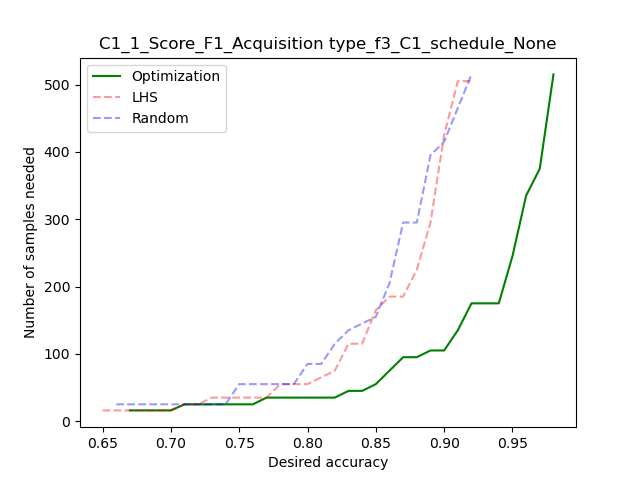 C1_1_Score_F1_Acquisition type_f3_C1_schedule_None
Optimization
LHS
Random
Number of samples needed
500
400
300
200
100
0
0.65 0.70 0.75 0.80 0.85 0.90 0.95
Desired accuracy